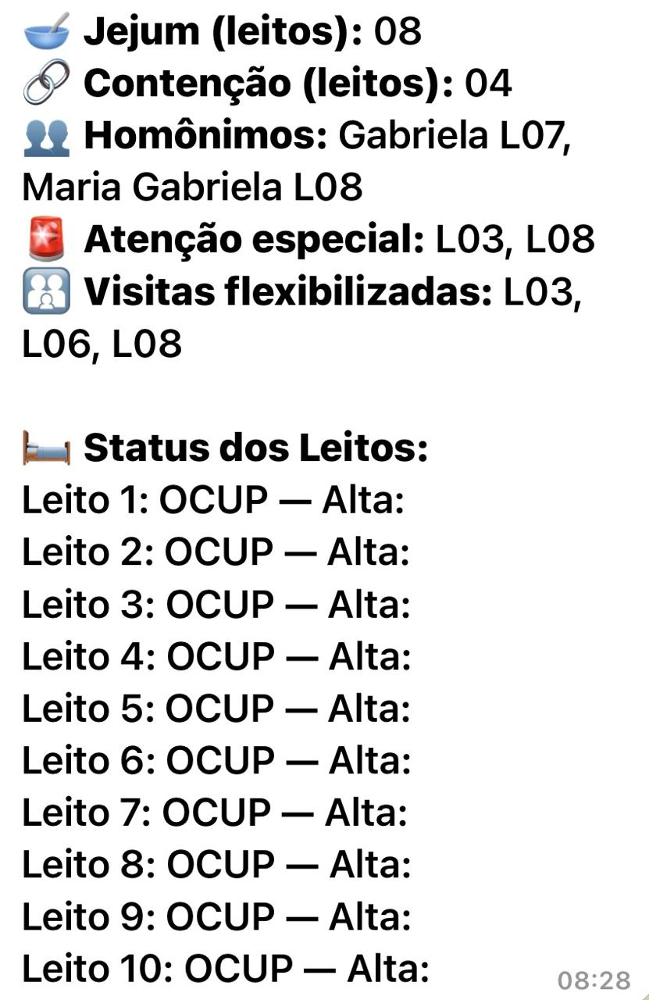 🥣 Jejum (leitos): 08
🔗 Contenção (leitos): 04
👥 Homônimos: Gabriela L07,
Maria Gabriela L08
🚨 Atenção especial: L03, L08
👨‍👩‍👦 Visitas flexibilizadas: L03,
L06, L08
🛏️ Status dos Leitos:
Leito 1: OCUP — Alta:
Leito 2: OCUP — Alta:
Leito 3: OCUP — Alta:
Leito 4: OCUP — Alta:
Leito 5: OCUP — Alta:
Leito 6: OCUP — Alta:
Leito 7: OCUP — Alta:
Leito 8: OCUP — Alta:
Leito 9: OCUP — Alta:
Leito 10: OCUP — Alta:
08:28